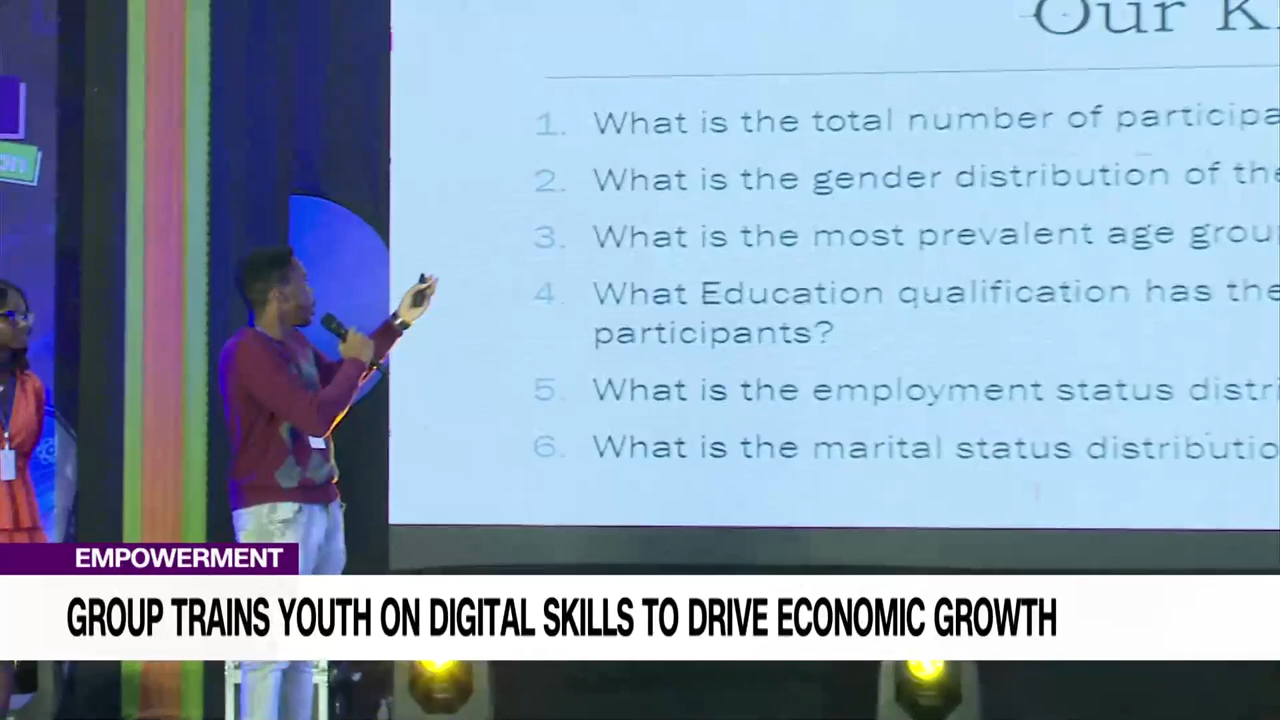 Our K
1. What is the total number of participa
2. What is the gender distribution of the
3. What is the most prevalent age grou
4. What Education qualification has the
participants?
5. What is the employment status distri
6. What is the marital status distributio
on
EMPOWERMENT
GROUP TRAINS YOUTH ON DIGITAL SKILLS TO DRIVE ECONOMIC GROWTH